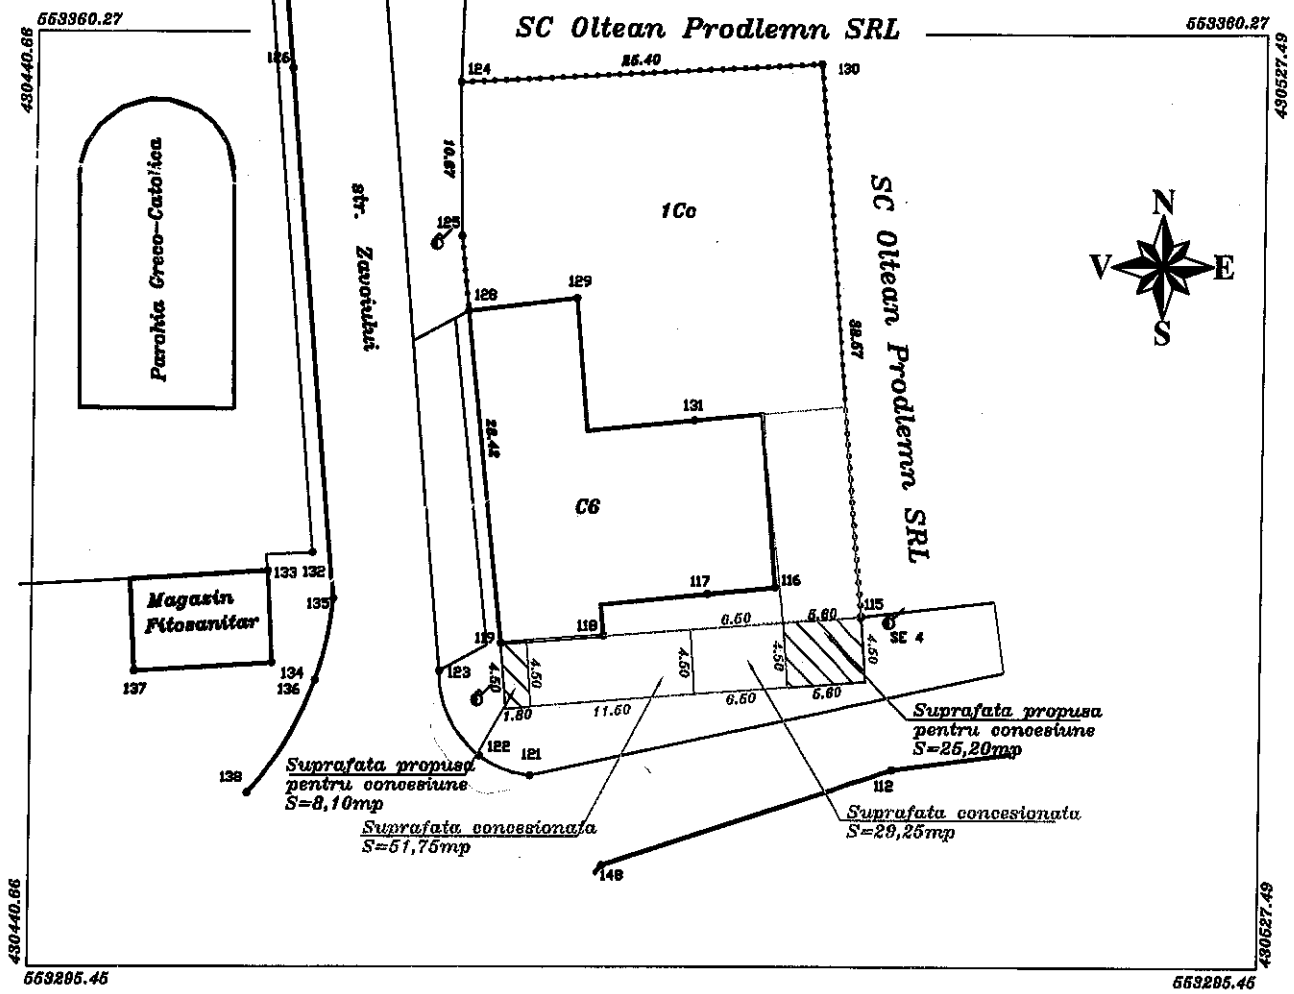 553360.27
SC Oltean Prodlemn SRL
553360.27
430440.66
430527.49
126
124
25.40
130
10.87
Parohia Greco-Catolica
str. Zavoiului
125
1Cc
SC Oltean Prodlemn SRL
N
V
E
S
128
129
38.57
131
28.42
C6
133
132
135
Magazin
Fitosanitar
117
116
115
118
119
6.50
5.60
SE 4
134
136
137
123
4.50
4.50
4.50
4.50
4.50
1.80
11.50
6.50
5.60
122
121
138
Suprafata propusa
pentru concesiune
S=25,20mp
Suprafata propusa
pentru concesiune
S=8,10mp
112
Suprafata concesionata
S=29,25mp
Suprafata concesionata
S=51,75mp
148
430440.66
430527.49
553295.45
553295.45